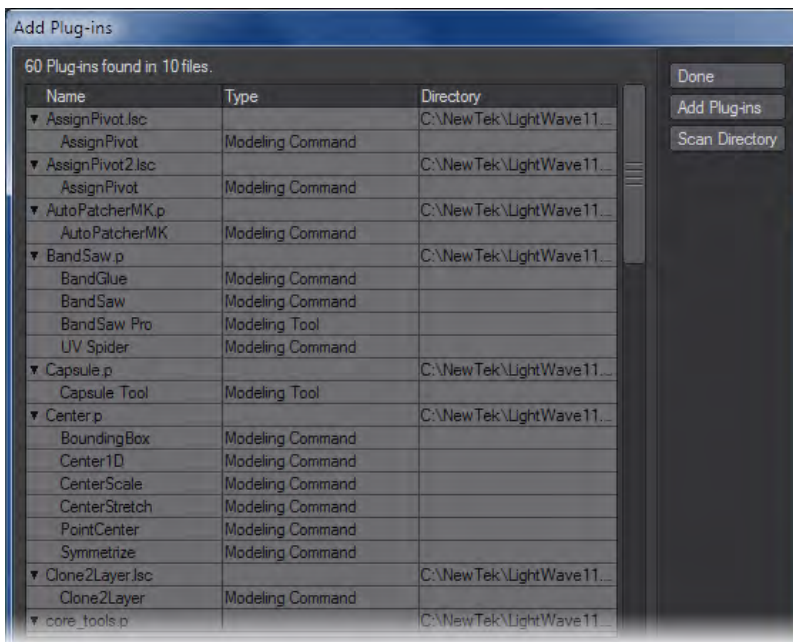 Add Plug-ins
60 Plug-ins found in 10 files.
Done
Add Plug-ins
Scan Directory
Name Type Directory
▼ AssignPivot.lsc C:\NewTek\LightWave11...
AssignPivot Modeling Command
▼ AssignPivot2.lsc C:\NewTek\LightWave11...
AssignPivot Modeling Command
▼ AutoPatcherMK.p C:\NewTek\LightWave11...
AutoPatcherMK Modeling Command
▼ BandSaw.p C:\NewTek\LightWave11...
BandGlue Modeling Command
BandSaw Modeling Command
BandSaw Pro Modeling Tool
UV Spider Modeling Command
▼ Capsule.p C:\NewTek\LightWave11...
Capsule Tool Modeling Tool
▼ Center.p C:\NewTek\LightWave11...
BoundingBox Modeling Command
Center1D Modeling Command
CenterScale Modeling Command
CenterStretch Modeling Command
PointCenter Modeling Command
Symmetrize Modeling Command
▼ Clone2Layer.lsc C:\NewTek\LightWave11...
Clone2Layer Modeling Command
▼ core_tools.p C:\NewTek\LightWave11...